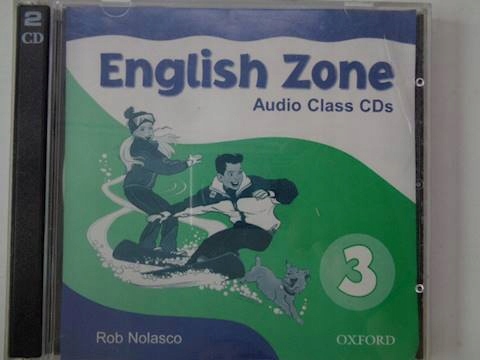 2
CD
English Zone
Audio Class CDs
3
Rob Nolasco
OXFORD